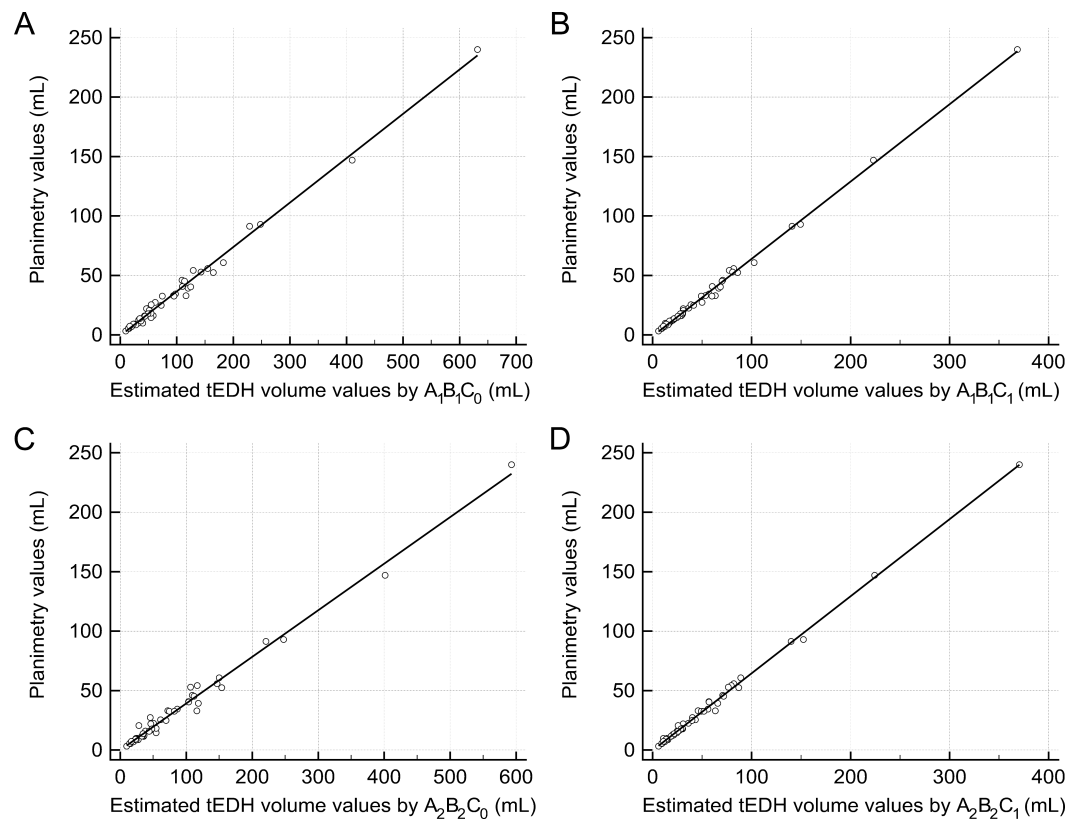 A
B
250
200
150
100
50
0
Planimetry values (mL)
0 100 200 300 400 500 600 700
Estimated tEDH volume values by A₁B₁C₀ (mL)
250
200
150
100
50
0
Planimetry values (mL)
0 100 200 300 400
Estimated tEDH volume values by A₁B₁C₁ (mL)
C
D
250
200
150
100
50
0
Planimetry values (mL)
0 100 200 300 400 500 600
Estimated tEDH volume values by A₂B₂C₀ (mL)
250
200
150
100
50
0
Planimetry values (mL)
0 100 200 300 400
Estimated tEDH volume values by A₂B₂C₁ (mL)